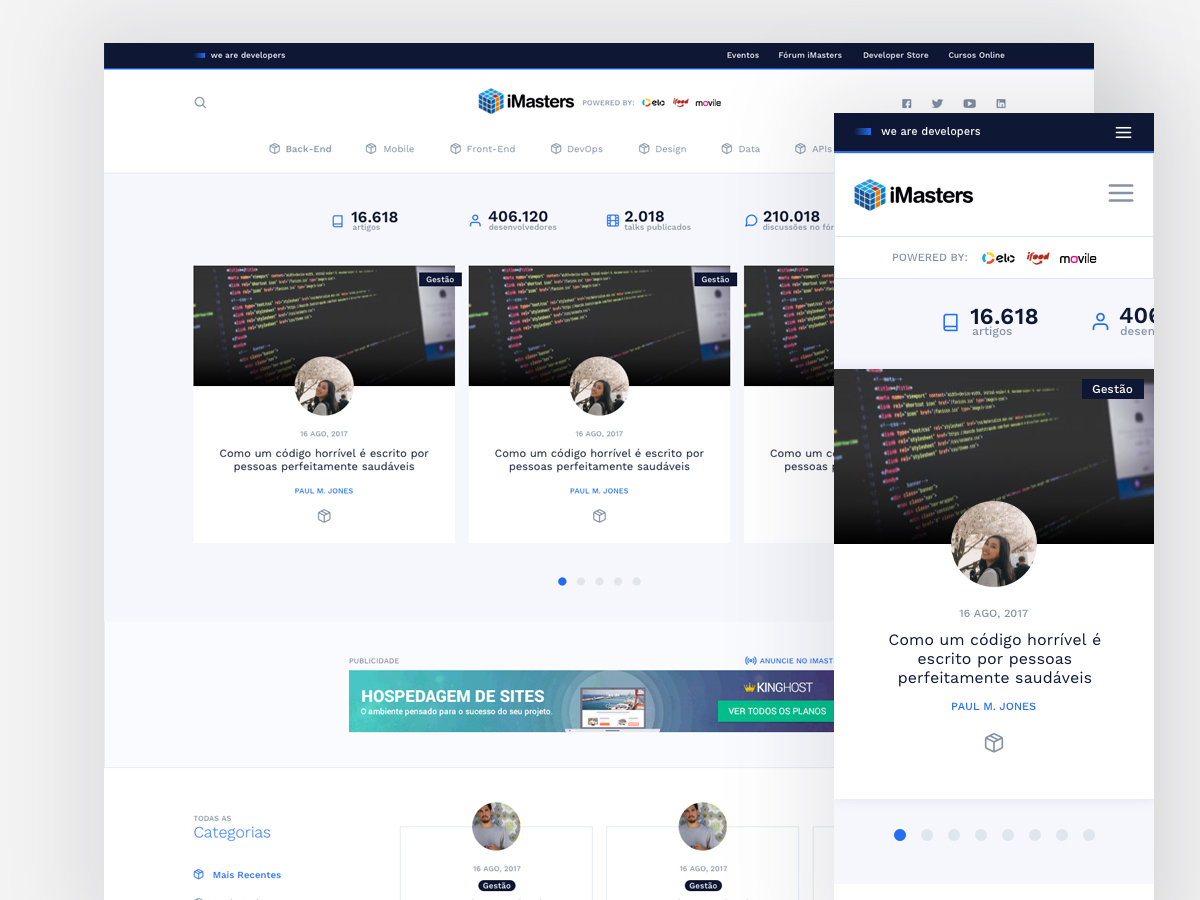 we are developers
Eventos
Fórum iMasters
Developer Store
Cursos Online
iMasters
POWERED BY:
elo
ifood
movile
Back-End
Mobile
Front-End
DevOps
Design
Data
APIs
16.618
artigos
406.120
desenvolvedores
2.018
talks publicados
210.018
discussões no fór
Gestão
16 AGO, 2017
Como um código horrível é escrito por
pessoas perfeitamente saudáveis
PAUL M. JONES
Gestão
16 AGO, 2017
Como um código horrível é escrito por
pessoas perfeitamente saudáveis
PAUL M. JONES
Como um
pessoas p
PUBLICIDADE
ANUNCIE NO IMAST
HOSPEDAGEM DE SITES
O ambiente pensado para o sucesso do seu projeto.
KINGHOST
VER TODOS OS PLANOS
TODAS AS
Categorias
Mais Recentes
16 AGO, 2017
Gestão
16 AGO, 2017
Gestão
we are developers
iMasters
POWERED BY:
elo
ifood
movile
16.618
artigos
406
desen
Gestão
16 AGO, 2017
Como um código horrível é
escrito por pessoas
perfeitamente saudáveis
PAUL M. JONES